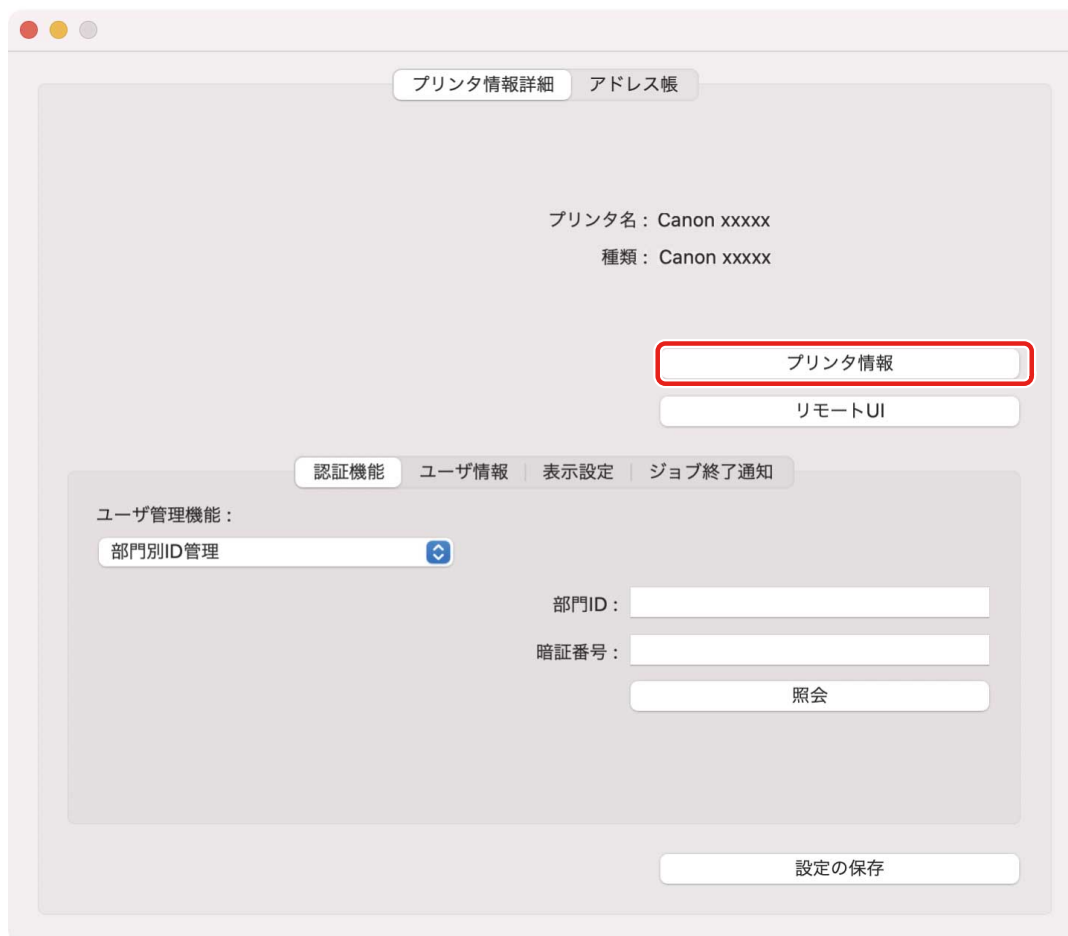 プリンタ情報詳細 アドレス帳
プリンタ名： Canon xxxxx
種類： Canon xxxxx
プリンタ情報
リモートUI
認証機能 ユーザ情報 表示設定 ジョブ終了通知
ユーザ管理機能：
部門別ID管理
部門ID：
暗証番号：
照会
設定の保存